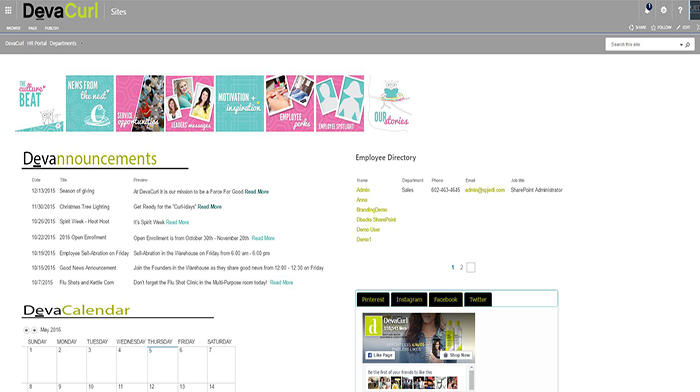 DevaCurl Sites
BROWSE PAGE PUBLISH
SHARE FOLLOW EDIT
DevaCurl HR Portal Departments
Search this site
THE culture BEAT
NEWS FROM the nest
SERVICE opportunities
LEADERS' messages
MOTIVATION + inspiration
EMPLOYEE perks
EMPLOYEE SPOTLIGHT
OUR stories
Devannouncements
Date Title Preview
12/13/2015 Season of giving At DevaCurl it is our mission to be a Force For Good Read More
11/30/2015 Christmas Tree Lighting Get Ready for the "Curl-idays" Read More
10/26/2015 Spirit Week - Heat Hoot It's Spirit Week Read More
10/22/2015 2016 Open Enrollment Open Enrollment is from October 30th - November 20th Read More
10/19/2015 Employee Sell-Abration on Friday Sell-Abration in the Warehouse on Friday from 6:00 am - 6:00 pm
10/15/2015 Good News Announcement Join the Founders in the Warehouse as they share good news from 12:00 - 12:30 on Friday
10/7/2015 Flu Shots and Kettle Corn Don't forget the Flu Shot Clinic in the Multi-Purpose room today! Read More
Employee Directory
Name Department Phone Email Job title
Admin Sales 602-463-4645 admin@spjedi.com SharePoint Administrator
Anna
BrandingDemo
Dbecks SharePoint
Demo User
Demo1
1 2
DevaCalendar
May 2016
SUNDAY MONDAY TUESDAY WEDNESDAY THURSDAY FRIDAY SATURDAY
1 2 3 4 5 6 7
8 9 10 11 12 13 14
Pinterest Instagram Facebook Twitter
DevaCurl
Like Page Shop Now
Be the first of your friends to like this